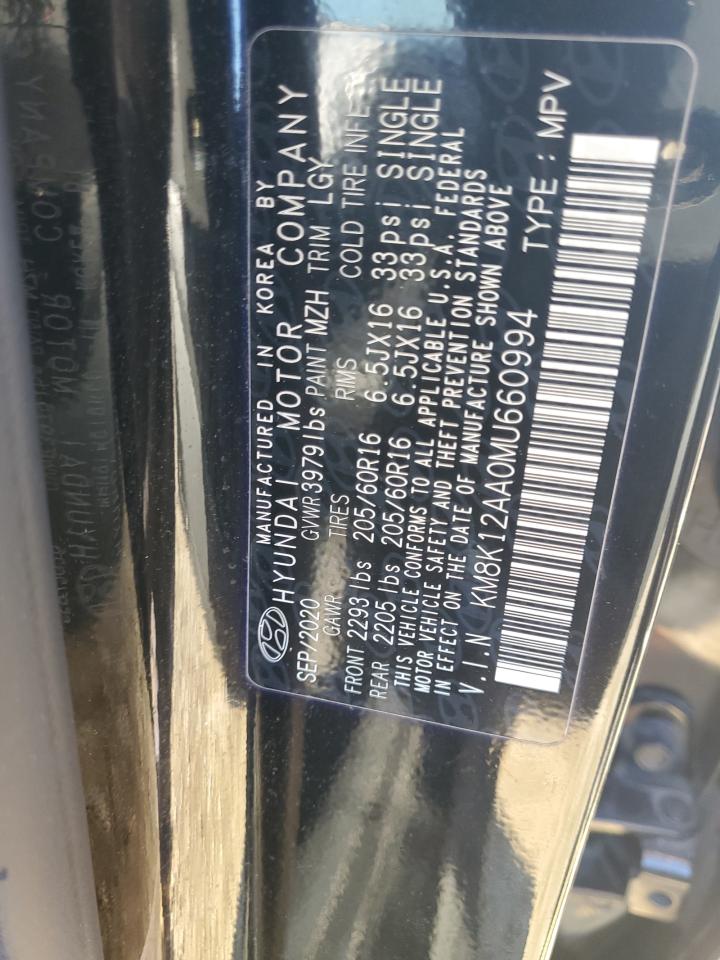 MANUFACTURED IN KOREA BY
HYUNDAI MOTOR COMPANY
SEP/2020 GVWR 3979lbs PAINT MZH TRIM LGY
GAWR TIRES RIMS COLD TIRE INFL
FRONT 2293 lbs 205/60R16 6.5JX16 33psi SINGLE
REAR 2205 lbs 205/60R16 6.5JX16 33psi SINGLE
THIS VEHICLE CONFORMS TO ALL APPLICABLE U.S.A. FEDERAL
MOTOR VEHICLE SAFETY AND THEFT PREVENTION STANDARDS
IN EFFECT ON THE DATE OF MANUFACTURE SHOWN ABOVE
V.I.N KM8K12AA0MU660994 TYPE : MPV